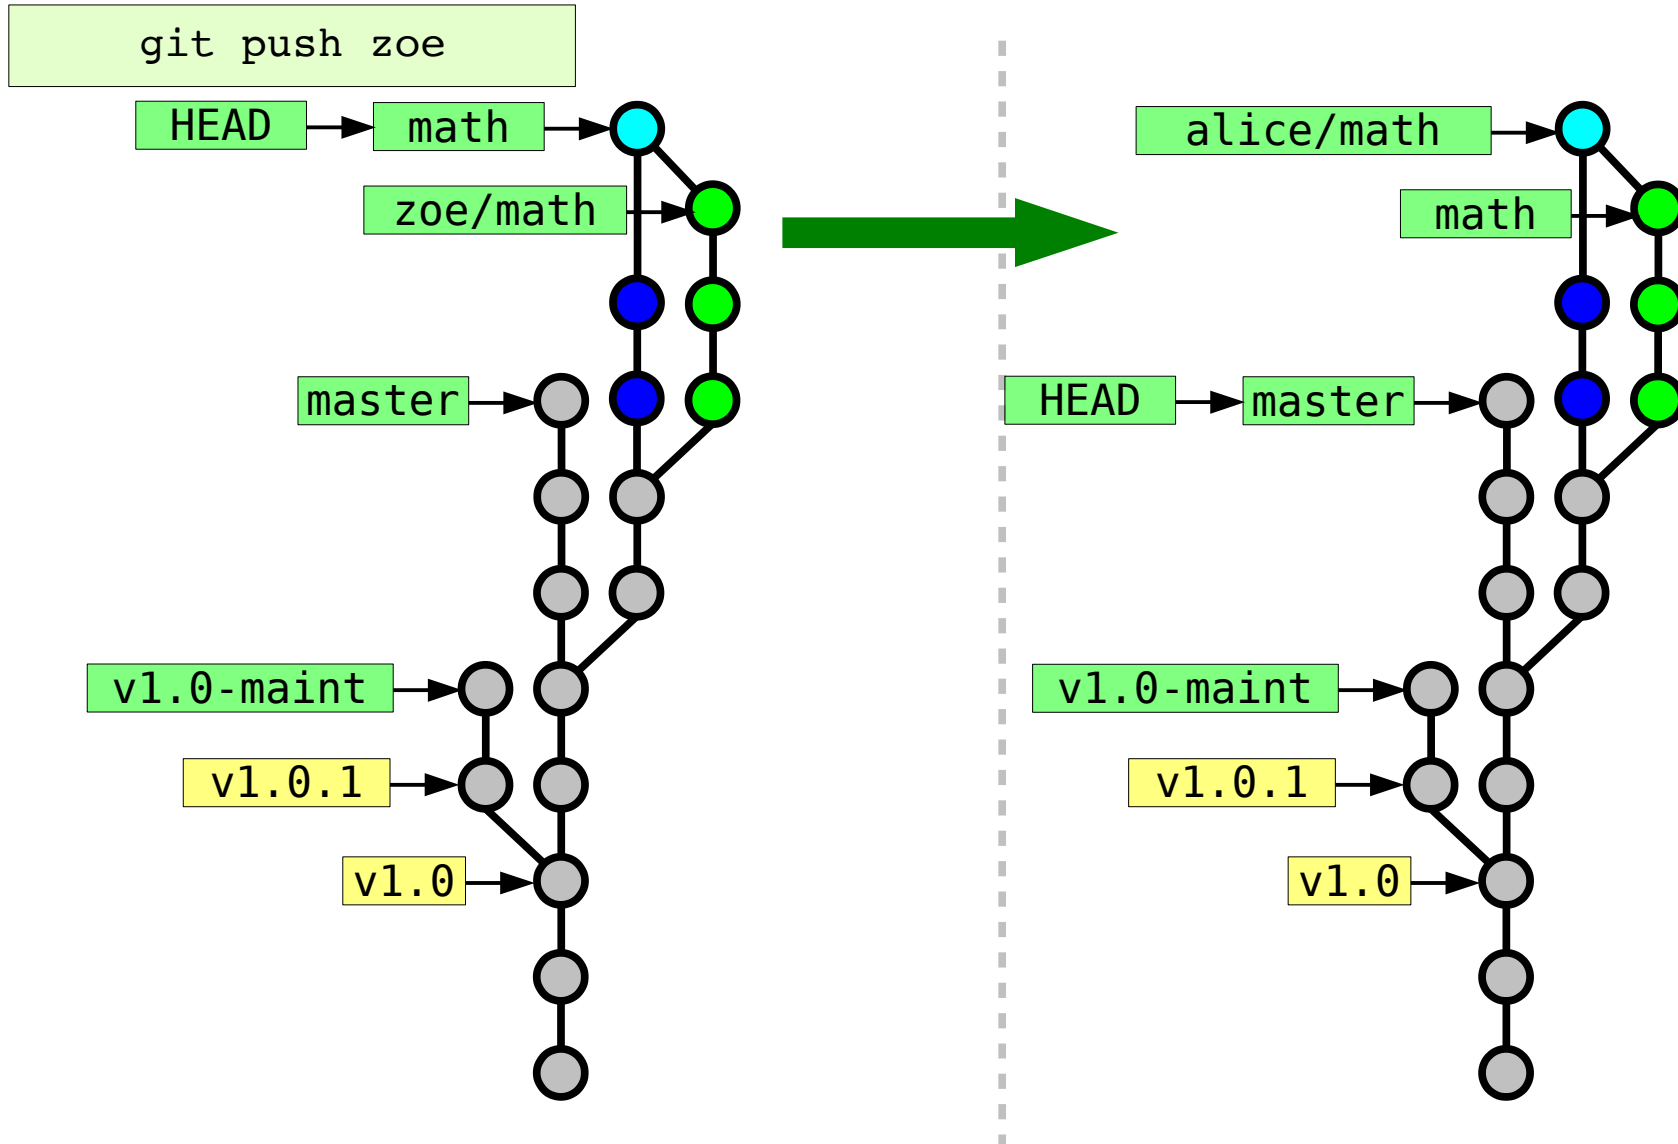 git push zoe
HEAD
math
zoe/math
master
v1.0-maint
v1.0.1
v1.0
alice/math
math
HEAD
master
v1.0-maint
v1.0.1
v1.0